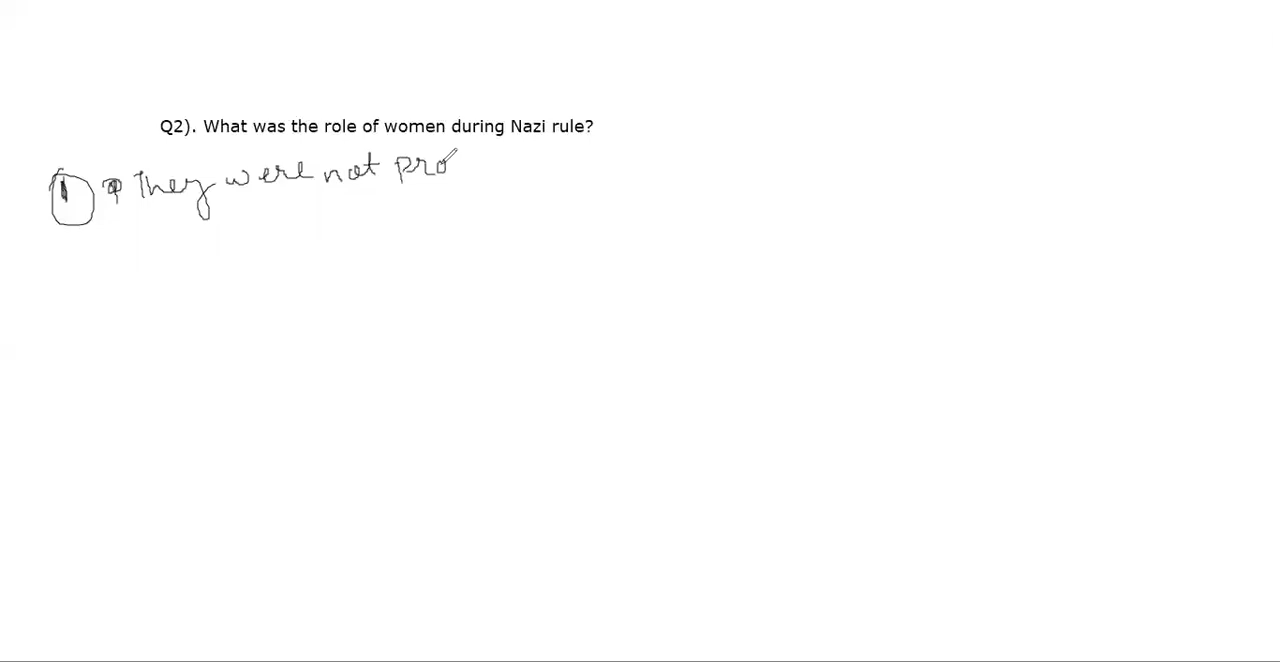 Q2). What was the role of women during Nazi rule?
1 They were not pro